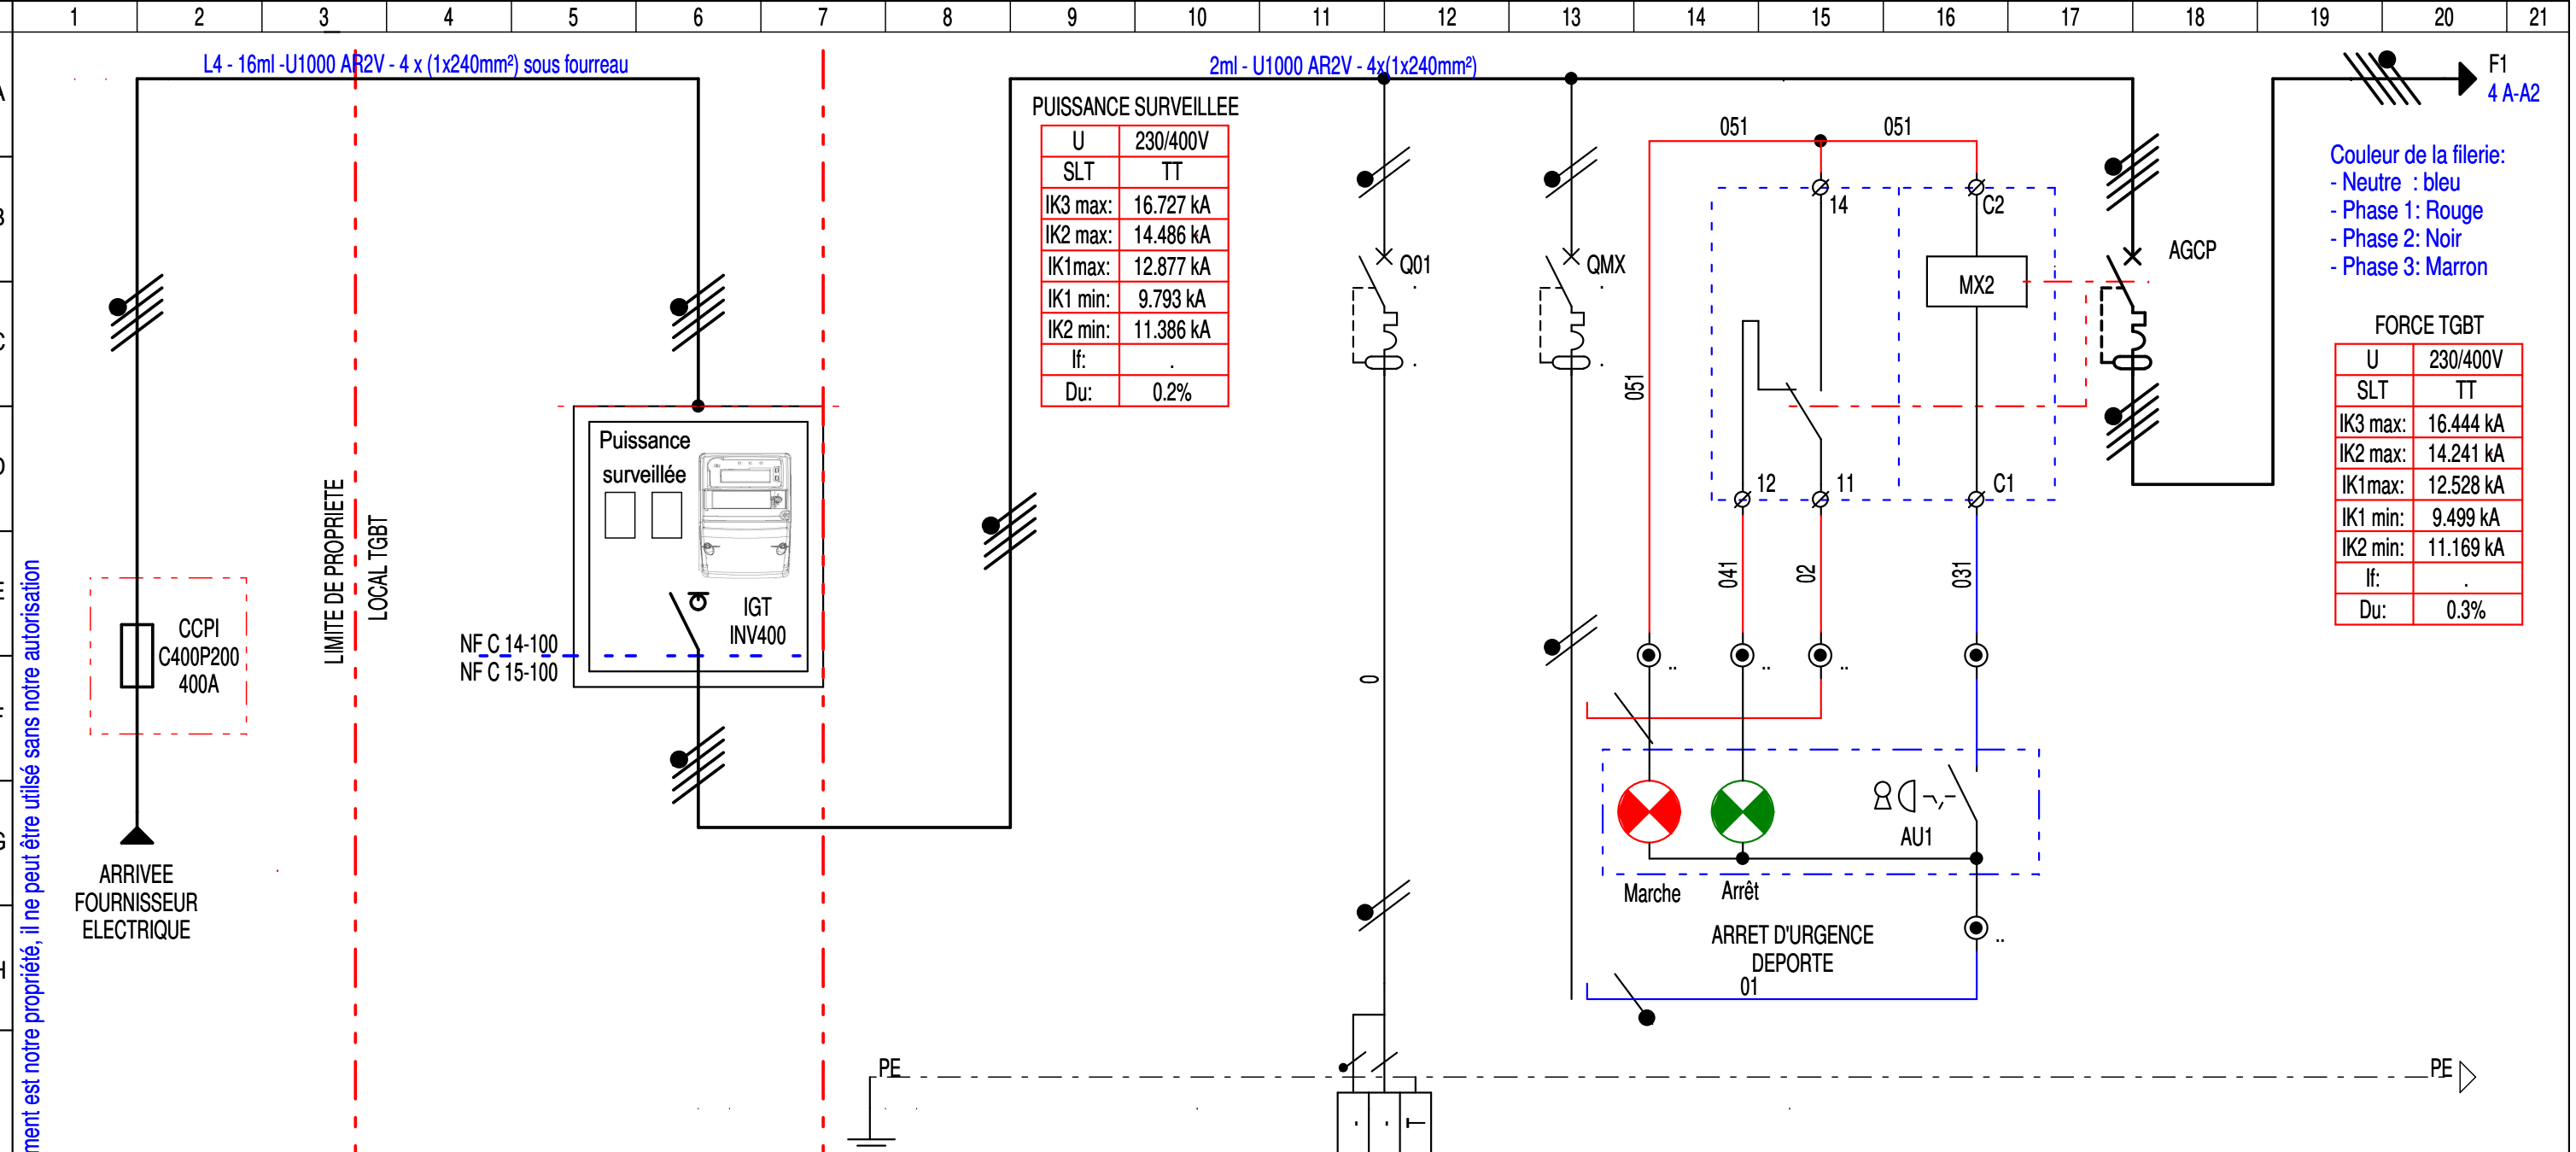 1 2 3 4 5 6 7 8 9 10 11 12 13 14 15 16 17 18 19 20 21
L4 - 16ml -U1000 AR2V - 4 x (1x240mm²) sous fourreau
2ml - U1000 AR2V - 4x(1x240mm²)
F1
4 A-A2
PUISSANCE SURVEILLEE
U 230/400V
SLT TT
IK3 max: 16.727 kA
IK2 max: 14.486 kA
IK1max: 12.877 kA
IK1 min: 9.793 kA
IK2 min: 11.386 kA
If: .
Du: 0.2%
Q01
QMX
051 051
14
C2
MX2
AGCP
051
12
11
C1
041
02
031
Couleur de la filerie:
- Neutre : bleu
- Phase 1: Rouge
- Phase 2: Noir
- Phase 3: Marron
FORCE TGBT
U 230/400V
SLT TT
IK3 max: 16.444 kA
IK2 max: 14.241 kA
IK1max: 12.528 kA
IK1 min: 9.499 kA
IK2 min: 11.169 kA
If: .
Du: 0.3%
Puissance
surveillée
IGT
INV400
NF C 14-100
NF C 15-100
LIMITE DE PROPRIETE
LOCAL TGBT
CCPI
C400P200
400A
ARRIVEE
FOURNISSEUR
ELECTRIQUE
0
..
..
..
AU1
Marche
Arrêt
ARRET D'URGENCE
DEPORTE
..
01
PE
PE
- - T
A
B
C
D
E
F
G
H
ment est notre propriété, il ne peut être utilsé sans notre autorisation